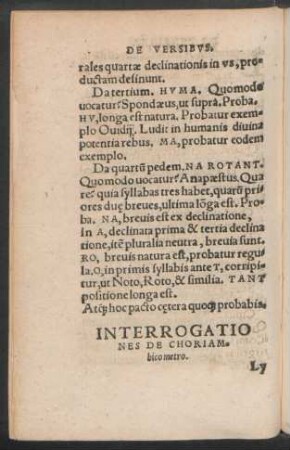 DE VERSIBVS.
rales quartæ declinationis in vs, pro-
ductam desinunt.
Da tertium. HVMA. Quomodo
uocatur? Spondæus, ut suprà. Proba.
HV, longa est natura. Probatur exem-
plo Ouidij. Ludit in humanis diuina
potentia rebus. MA, probatur eodem
exemplo.
Da quartũ pedem. NA ROTANT.
Quomodo uocatur? Anapæstus. Qua
re? quia syllabas tres habet, quarũ pri
ores duę breues, ultima lõga est. Pro-
ba. NA, breuis est ex declinatione,
In A, declinata prima & tertia declina
tione, itẽ pluralia neutra, breuia sunt.
RO, breuis natura est, probatur regu-
la, O, in primis syllabis ante T, corripi-
tur, ut Noto, Roto, & similia. TANT
positione longa est.
Atq; hoc pacto cętera quoq; probabis.
INTERROGATIO
NES DE CHORIAM-
bico metro.
Ly